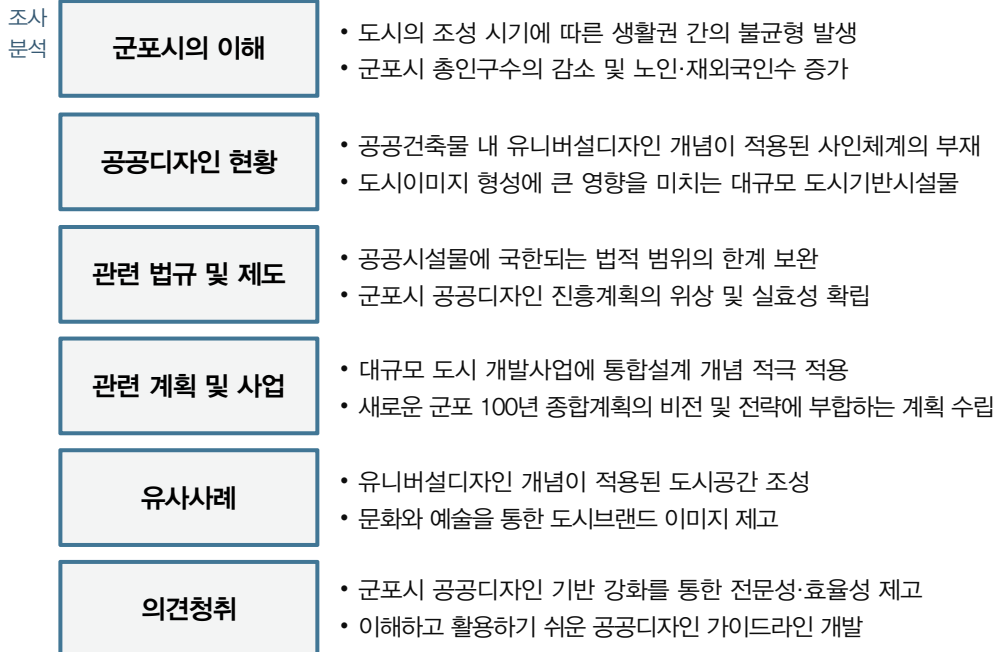 조사
분석
군포시의 이해
• 도시의 조성 시기에 따른 생활권 간의 불균형 발생
• 군포시 총인구수의 감소 및 노인·재외국인수 증가
공공디자인 현황
• 공공건축물 내 유니버설디자인 개념이 적용된 사인체계의 부재
• 도시이미지 형성에 큰 영향을 미치는 대규모 도시기반시설물
관련 법규 및 제도
• 공공시설물에 국한되는 법적 범위의 한계 보완
• 군포시 공공디자인 진흥계획의 위상 및 실효성 확립
관련 계획 및 사업
• 대규모 도시 개발사업에 통합설계 개념 적극 적용
• 새로운 군포 100년 종합계획의 비전 및 전략에 부합하는 계획 수립
유사사례
• 유니버설디자인 개념이 적용된 도시공간 조성
• 문화와 예술을 통한 도시브랜드 이미지 제고
의견청취
• 군포시 공공디자인 기반 강화를 통한 전문성·효율성 제고
• 이해하고 활용하기 쉬운 공공디자인 가이드라인 개발